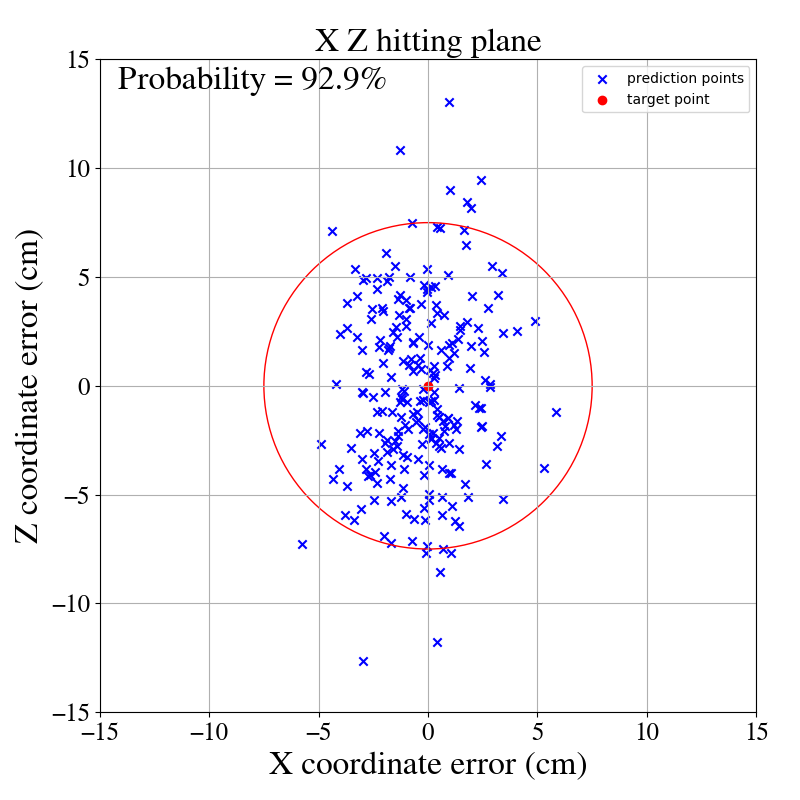 X Z hitting plane
Probability = 92.9%
prediction points
target point
Z coordinate error (cm)
15
10
5
0
−5
−10
−15
−15 −10 −5 0 5 10 15
X coordinate error (cm)